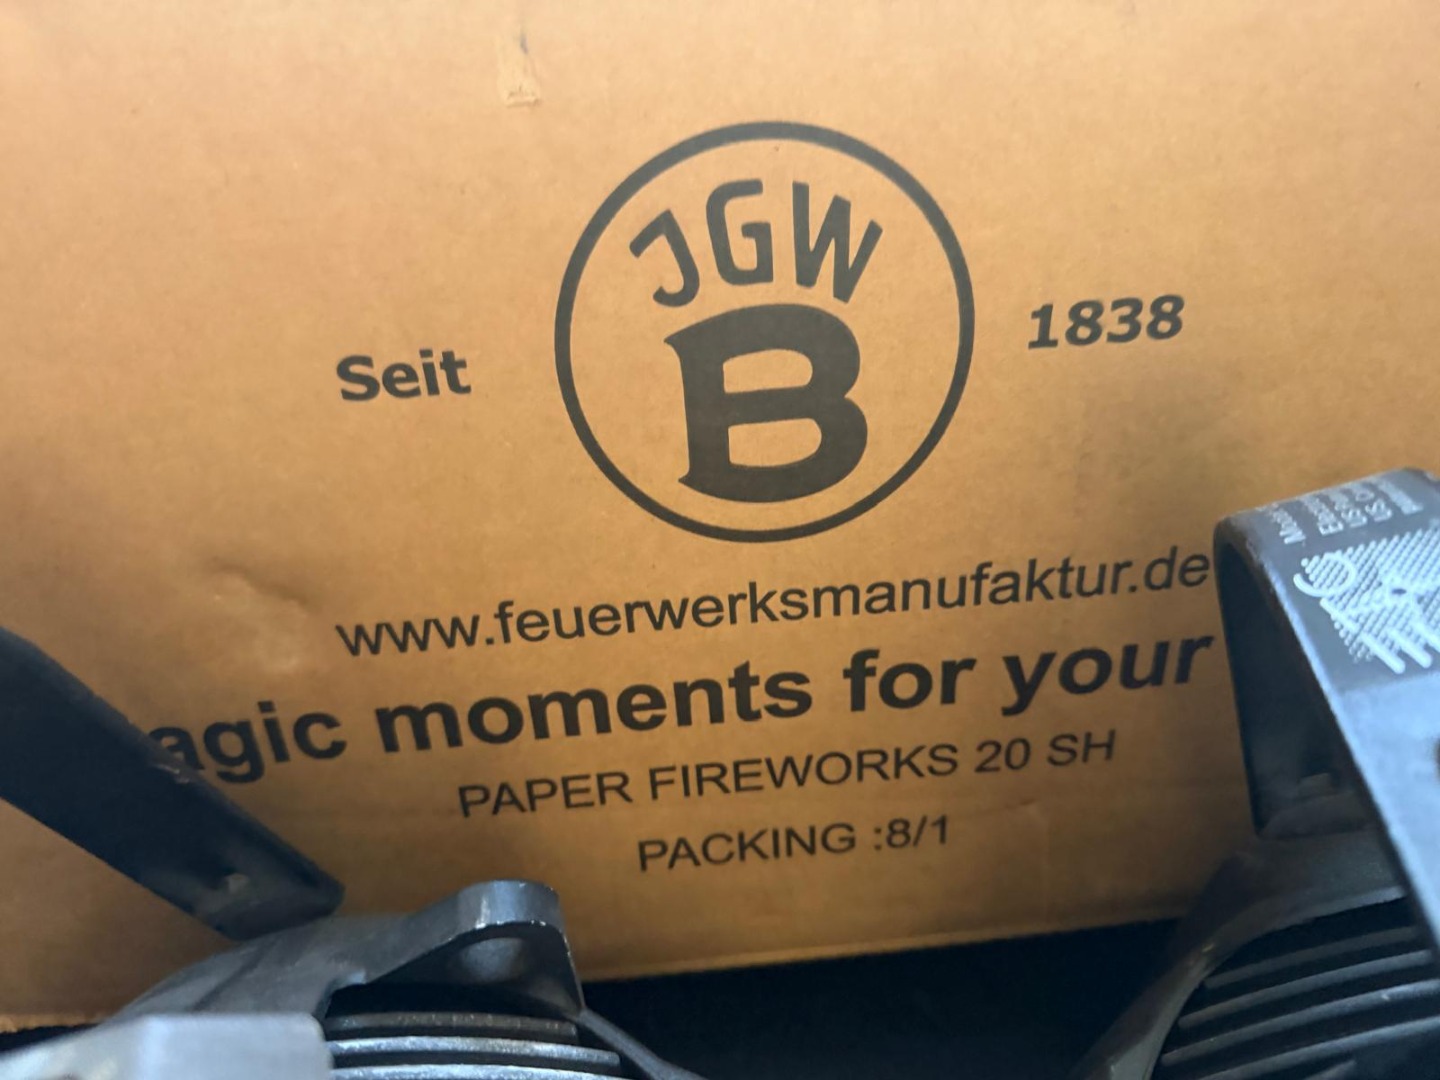 JGW
B
Seit 1838
www.feuerwerksmanufaktur.de
agic moments for your
PAPER FIREWORKS 20 SH
PACKING :8/1